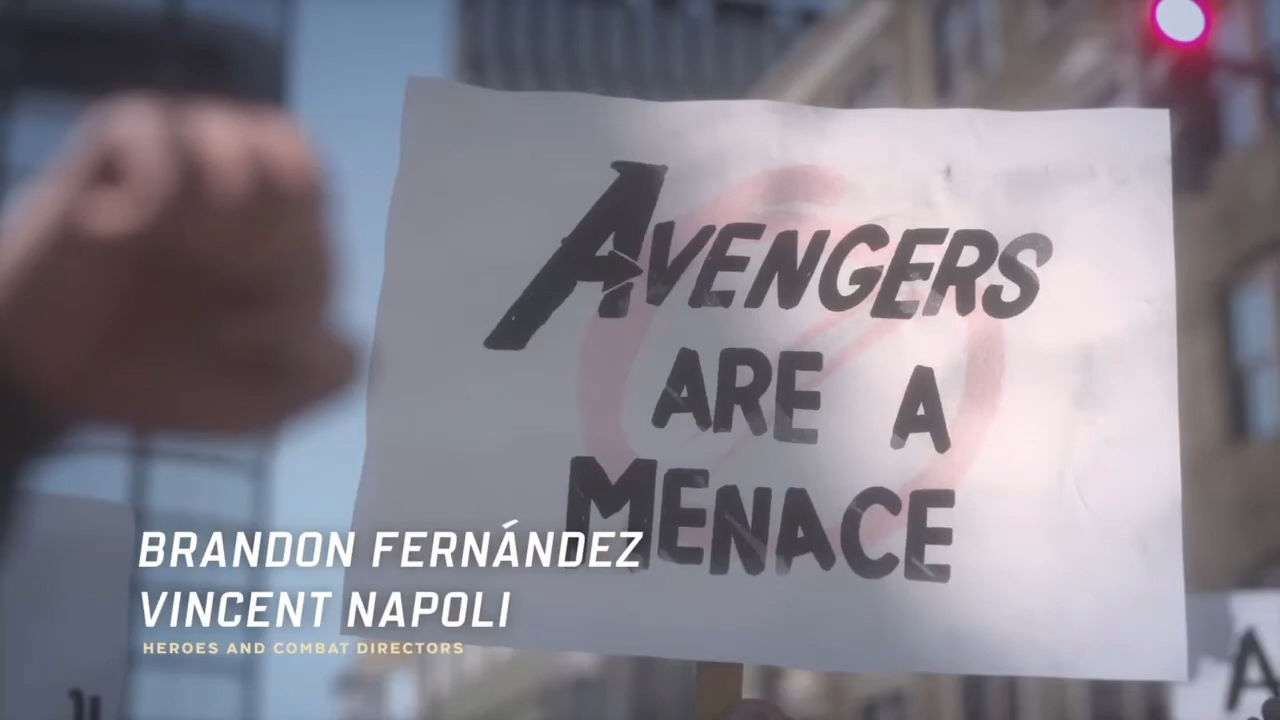 AVENGERS
ARE A
MENACE
BRANDON FERNÁNDEZ
VINCENT NAPOLI
HEROES AND COMBAT DIRECTORS
A